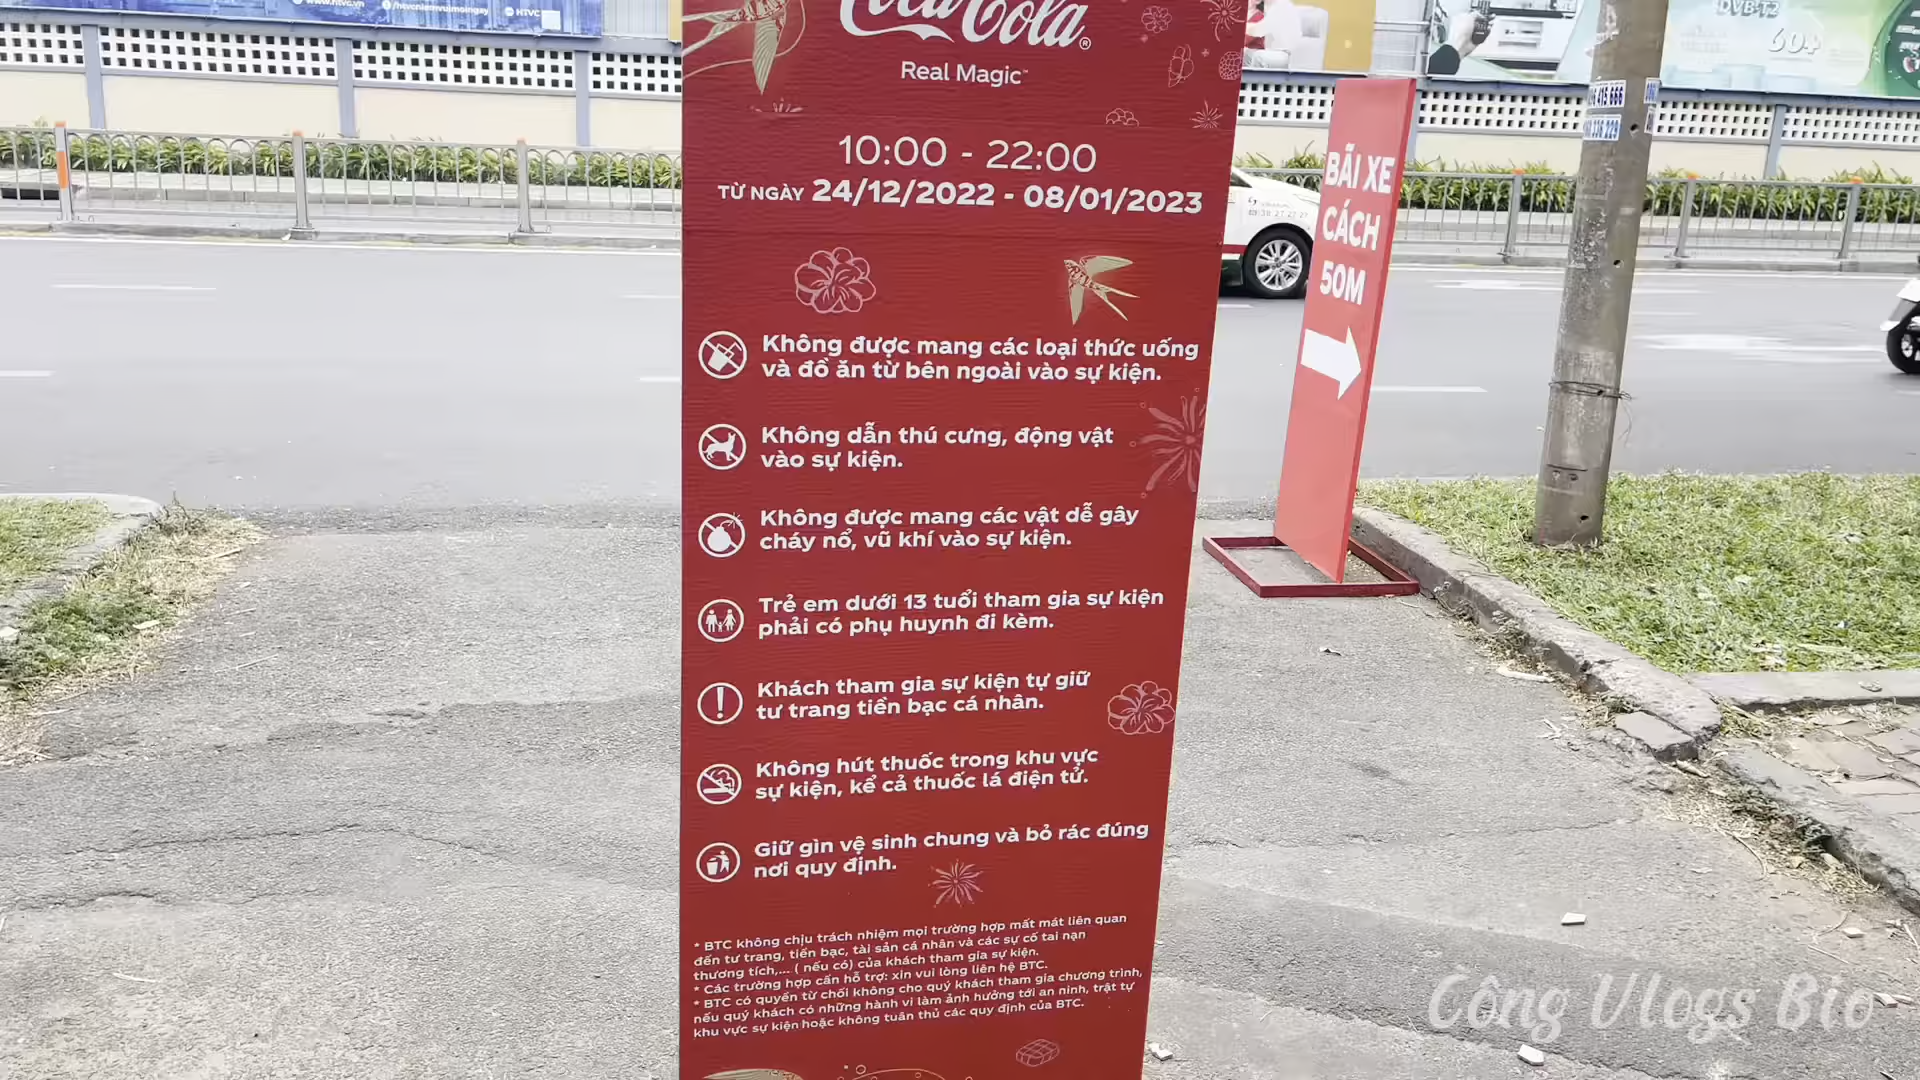 www.htvc.vn
/htvcniemvuimoingay
HTVC
DVB-T2
60+
Coca-Cola
Real Magic
10:00 - 22:00
TỪ NGÀY 24/12/2022 - 08/01/2023
BÃI XE
CÁCH
50M
415 666
Không được mang các loại thức uống
và đồ ăn từ bên ngoài vào sự kiện.
Không dẫn thú cưng, động vật
vào sự kiện.
Không được mang các vật dễ gây
cháy nổ, vũ khí vào sự kiện.
Trẻ em dưới 13 tuổi tham gia sự kiện
phải có phụ huynh đi kèm.
Khách tham gia sự kiện tự giữ
tư trang tiền bạc cá nhân.
Không hút thuốc trong khu vực
sự kiện, kể cả thuốc lá điện tử.
Giữ gìn vệ sinh chung và bỏ rác đúng
nơi quy định.
* BTC không chịu trách nhiệm mọi trường hợp mất mát liên quan
đến tư trang, tiền bạc, tài sản cá nhân và các sự cố tai nạn
thương tích,... ( nếu có) của khách tham gia sự kiện.
* Các trường hợp cần hỗ trợ: xin vui lòng liên hệ BTC.
* BTC có quyền từ chối không cho quý khách tham gia chương trình,
nếu quý khách có những hành vi làm ảnh hưởng tới an ninh, trật tự
khu vực sự kiện hoặc không tuân thủ các quy định của BTC.
Công Vlogs Bio